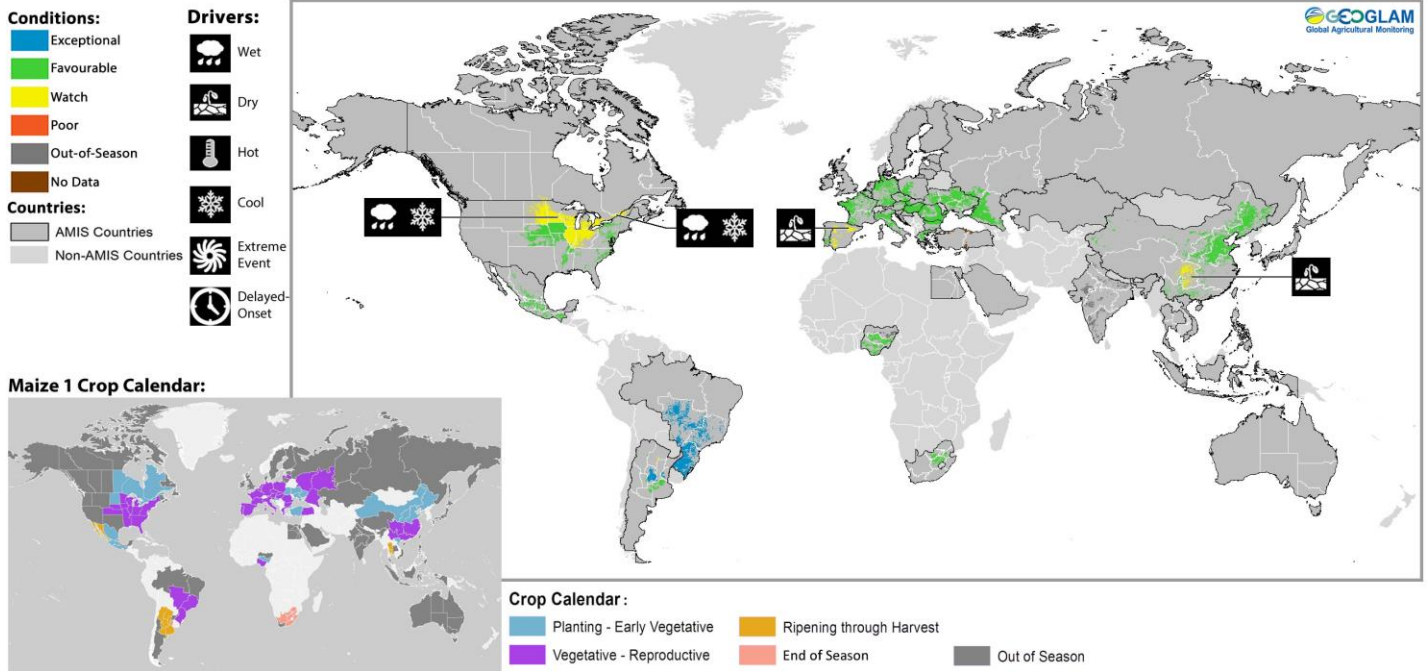 Conditions:
Exceptional
Favourable
Watch
Poor
Out-of-Season
No Data
Countries:
AMIS Countries
Non-AMIS Countries
Drivers:
Wet
Dry
Hot
Cool
Extreme
Event
Delayed-
Onset
GEOGLAM
Global Agricultural Monitoring
Maize 1 Crop Calendar:
Crop Calendar :
Planting - Early Vegetative
Ripening through Harvest
Vegetative - Reproductive
End of Season
Out of Season